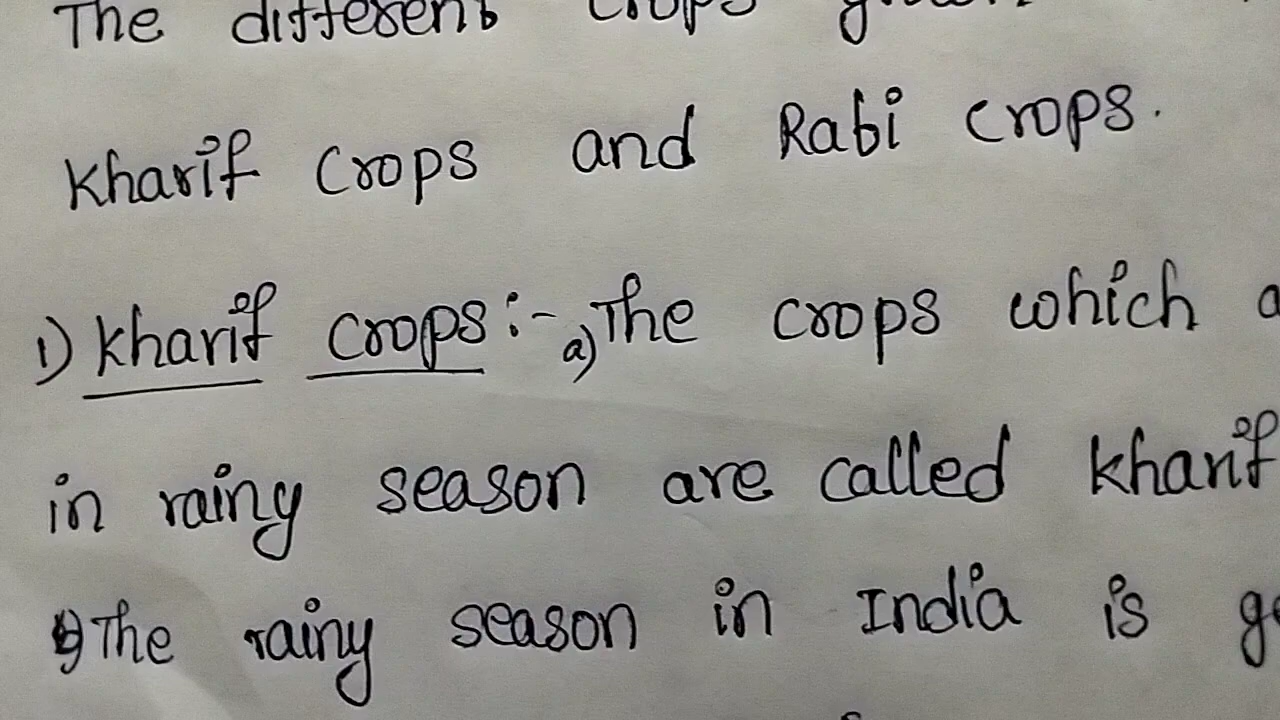 The different crops
Kharif Crops and Rabi crops.
1) Kharif crops :- a) The crops which
in rainy season are called Kharif
b) The rainy season in India is